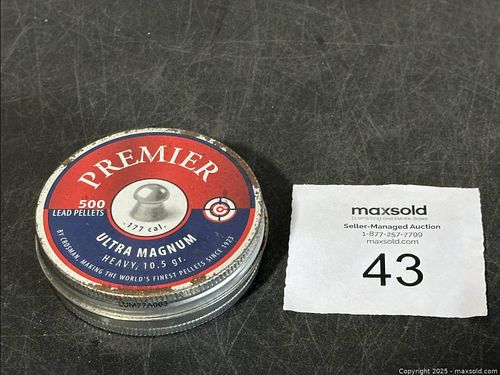 PREMIER
500
LEAD PELLETS
.177 cal.
ULTRA MAGNUM
HEAVY, 10.5 gr.
BY CROSMAN, MAKING THE WORLD'S FINEST PELLETS SINCE 1923
maxsold
Seller-Managed Auction
1-877-257-7799
maxsold.com
43
Copyright 2025 - maxsold.com